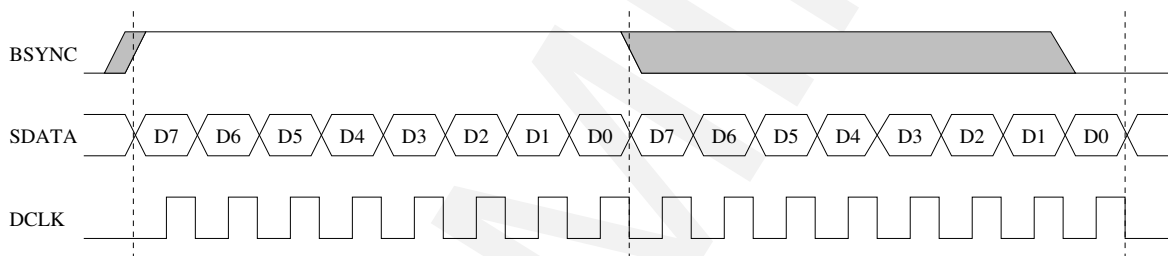 BSYNC
SDATA D7 D6 D5 D4 D3 D2 D1 D0 D7 D6 D5 D4 D3 D2 D1 D0
DCLK